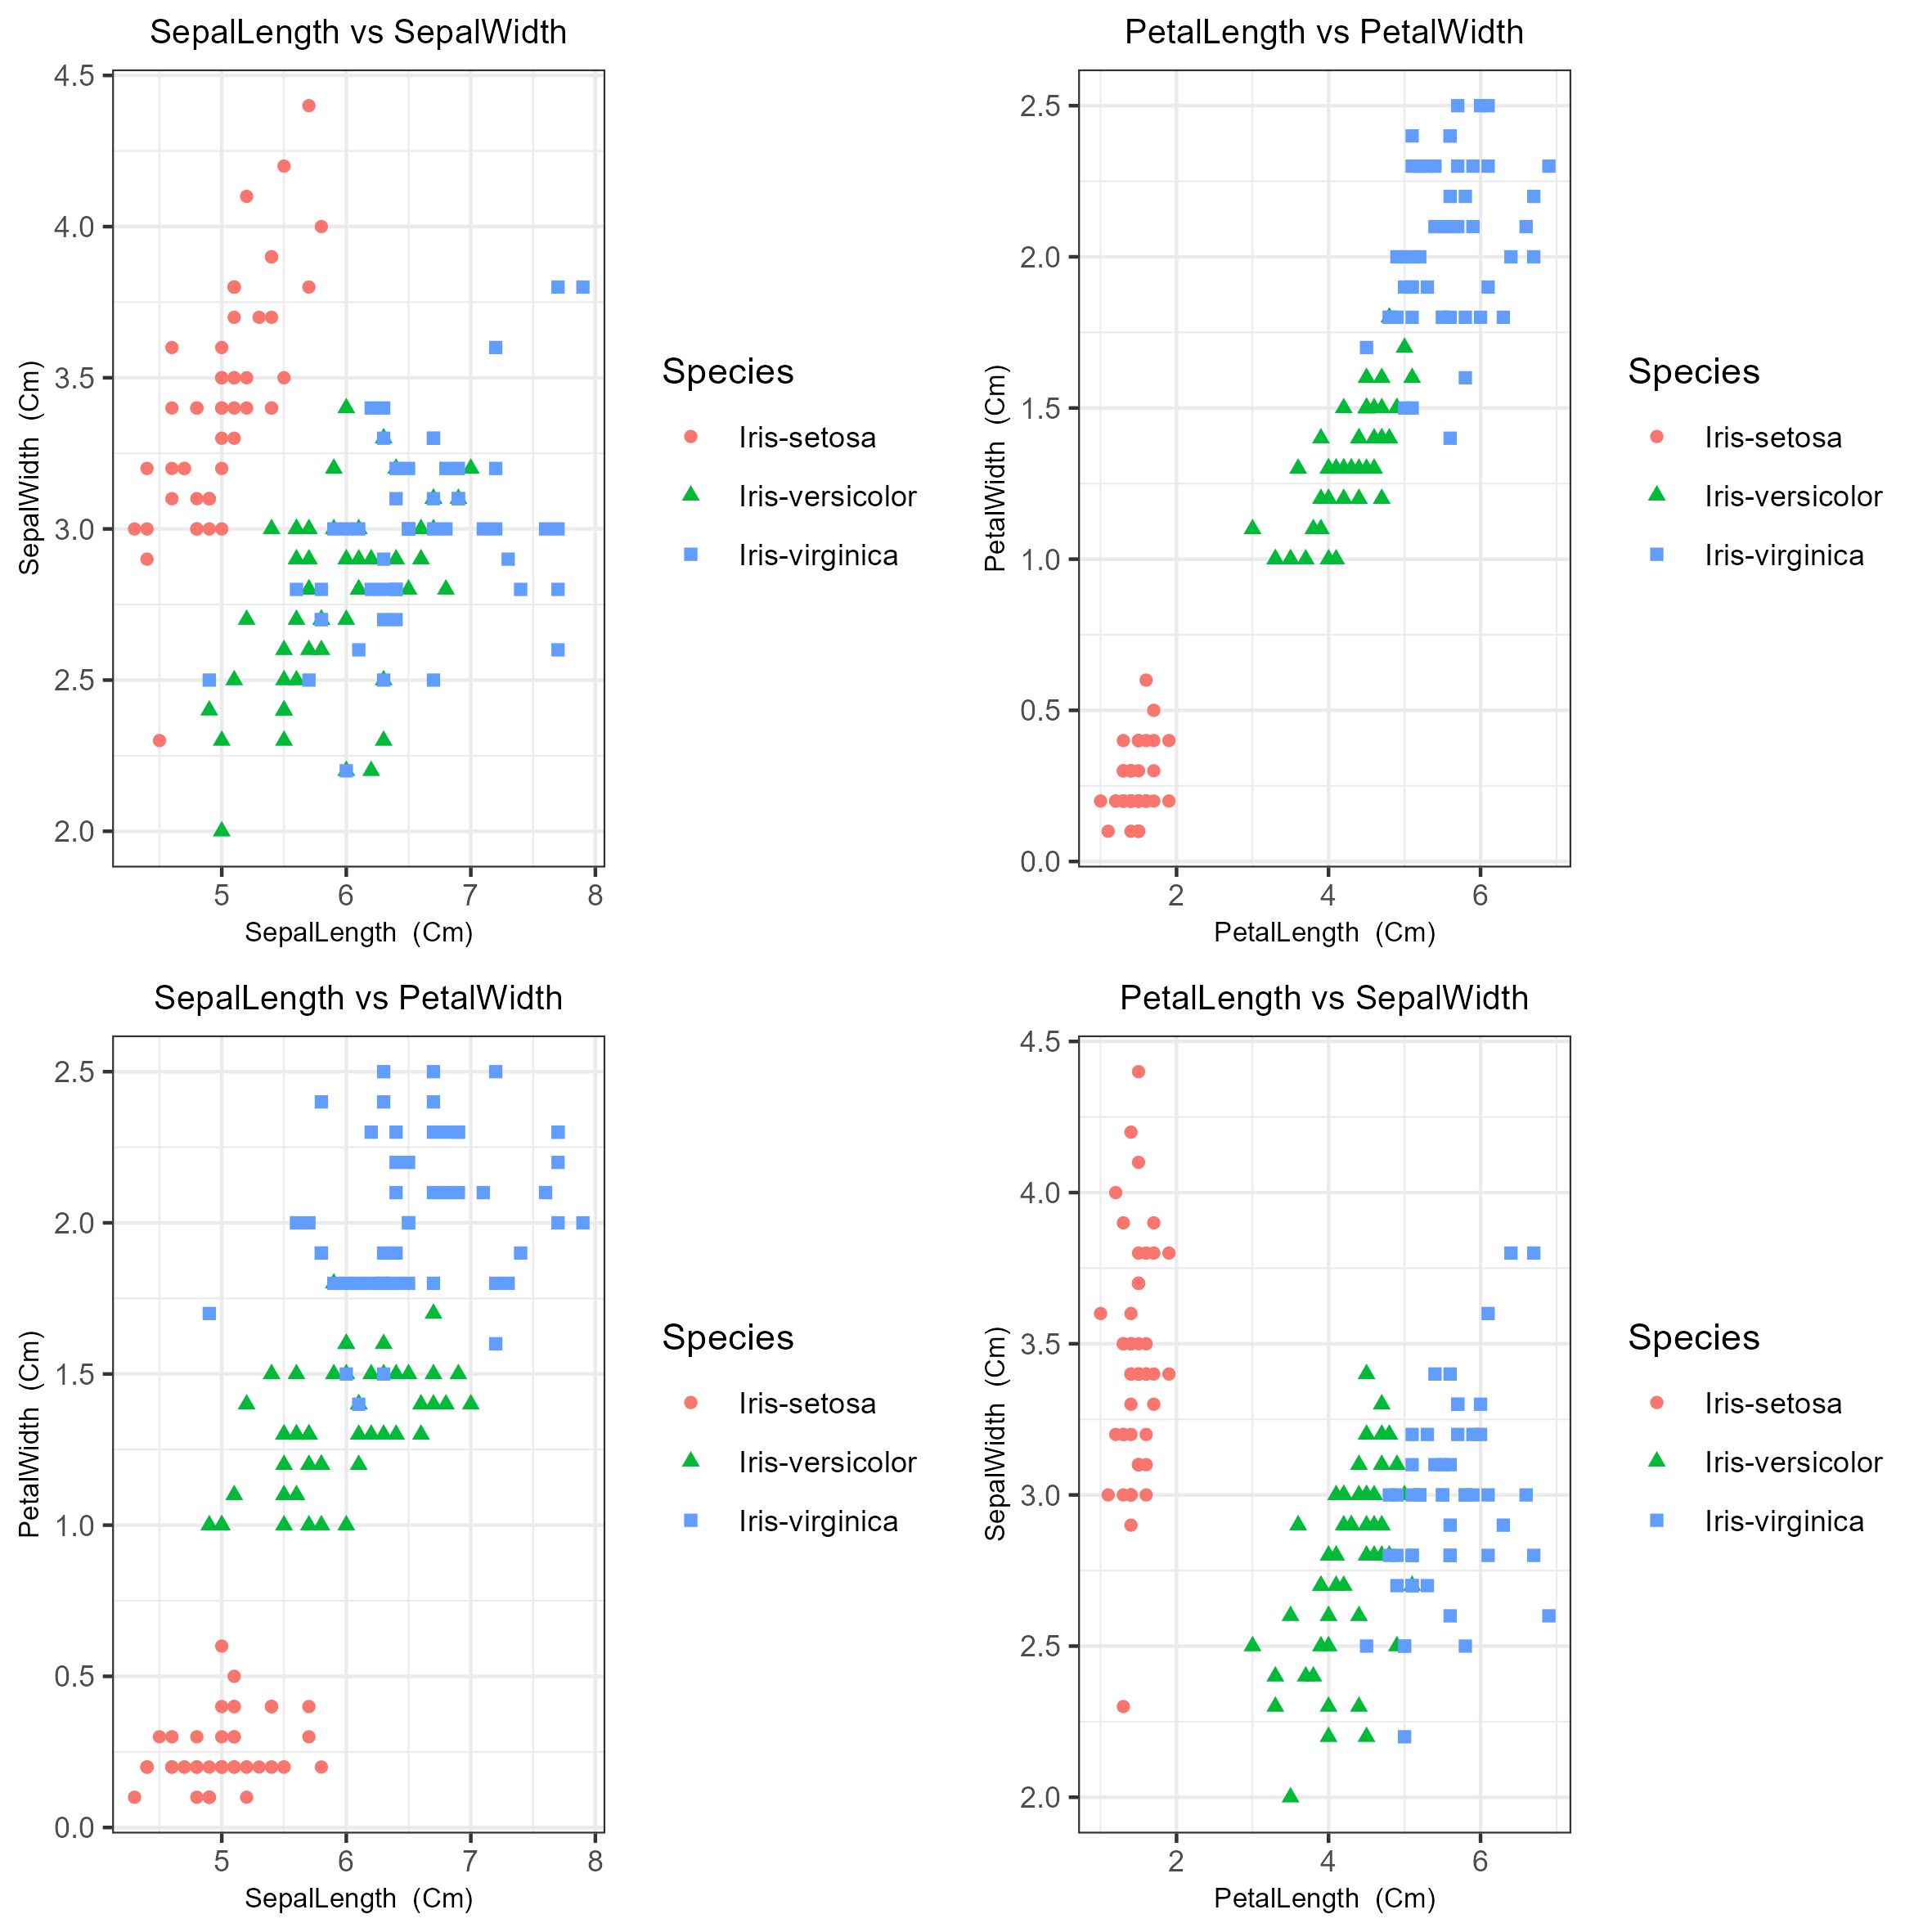 SepalLength vs SepalWidth
4.5
4.0
3.5
3.0
2.5
2.0
SepalWidth  (Cm)
5 6 7 8
SepalLength  (Cm)
Species
Iris-setosa
Iris-versicolor
Iris-virginica
PetalLength vs PetalWidth
2.5
2.0
1.5
1.0
0.5
0.0
PetalWidth  (Cm)
2 4 6
PetalLength  (Cm)
Species
Iris-setosa
Iris-versicolor
Iris-virginica
SepalLength vs PetalWidth
2.5
2.0
1.5
1.0
0.5
0.0
PetalWidth  (Cm)
5 6 7 8
SepalLength  (Cm)
Species
Iris-setosa
Iris-versicolor
Iris-virginica
PetalLength vs SepalWidth
4.5
4.0
3.5
3.0
2.5
2.0
SepalWidth  (Cm)
2 4 6
PetalLength  (Cm)
Species
Iris-setosa
Iris-versicolor
Iris-virginica